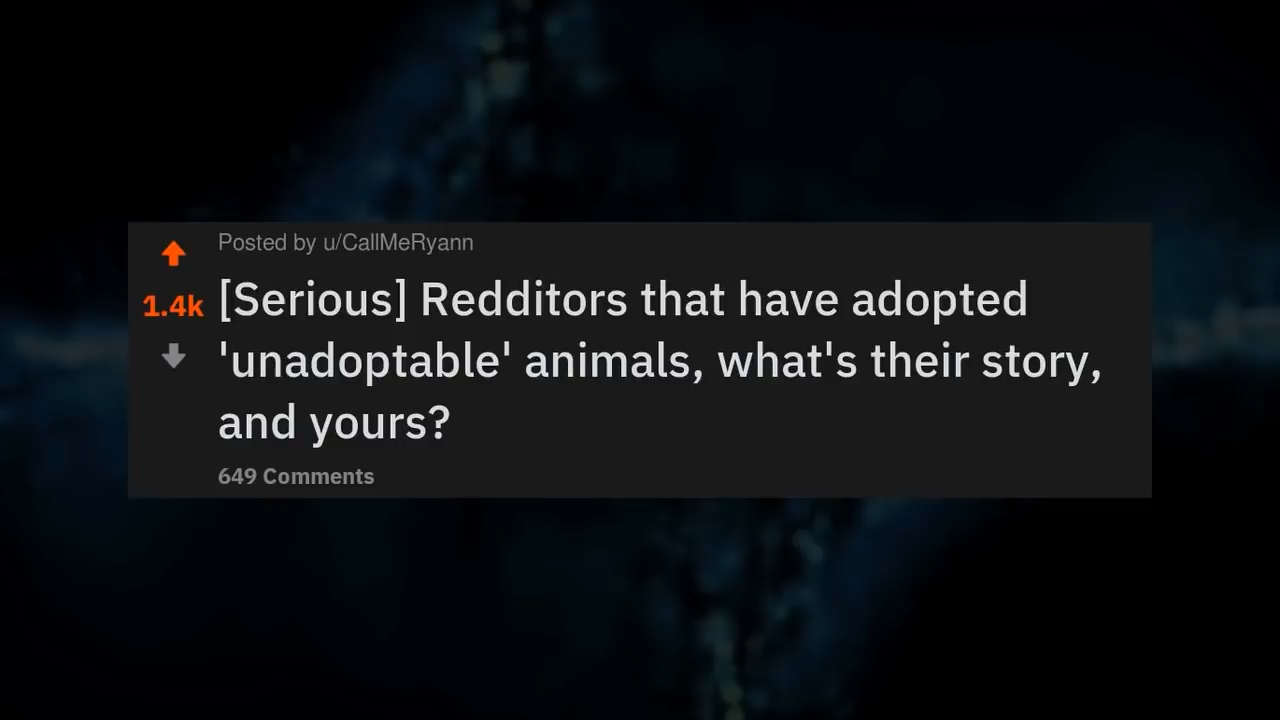 Posted by u/CallMeRyann
1.4k
[Serious] Redditors that have adopted
'unadoptable' animals, what's their story,
and yours?
649 Comments